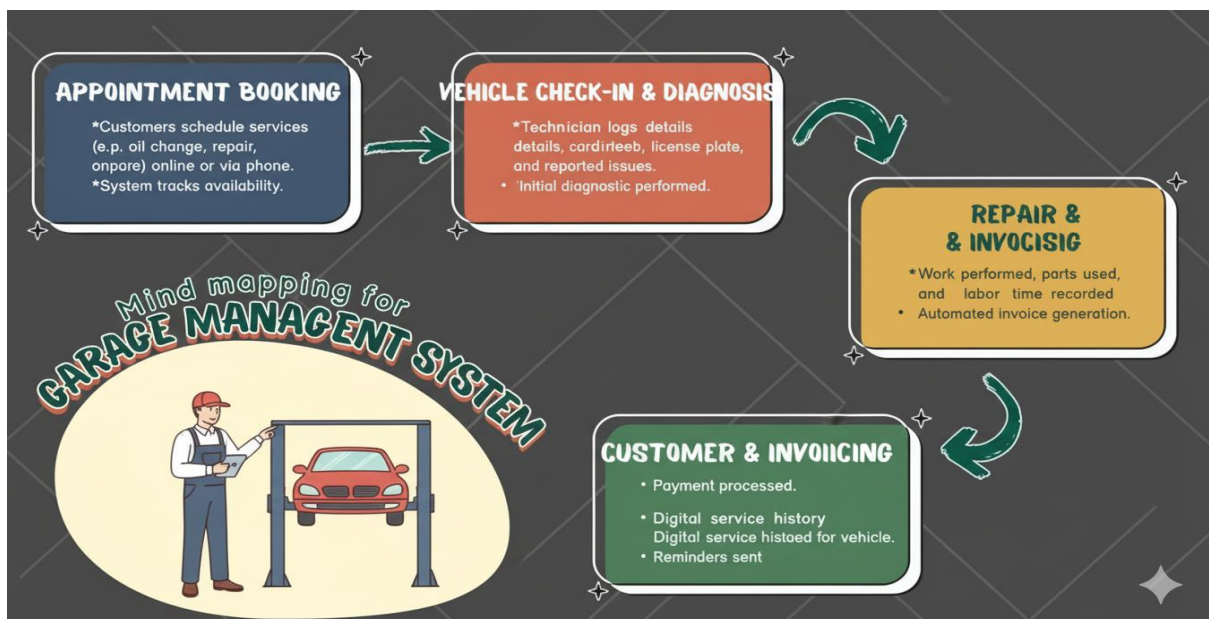 APPOINTMENT BOOKING
*Customers schedule services
(e.p. oil change, repair,
onpare) online or via phone.
*System tracks availability.
VEHICLE CHECK-IN & DIAGNOSIS
*Technician logs details
details, cardirfeeb, license plate,
and reported issues.
• 'Initial diagnostic performed.
REPAIR &
& INVOCISIG
*Work performed, parts used,
and labor time recorded
• Automated invoice generation.
Mind mapping for
GARAGE MANAGENT SYSTEM
CUSTOMER & INVOIICING
• Payment processed.
• Digital service history
Digital service histoed for vehicle.
• Reminders sent